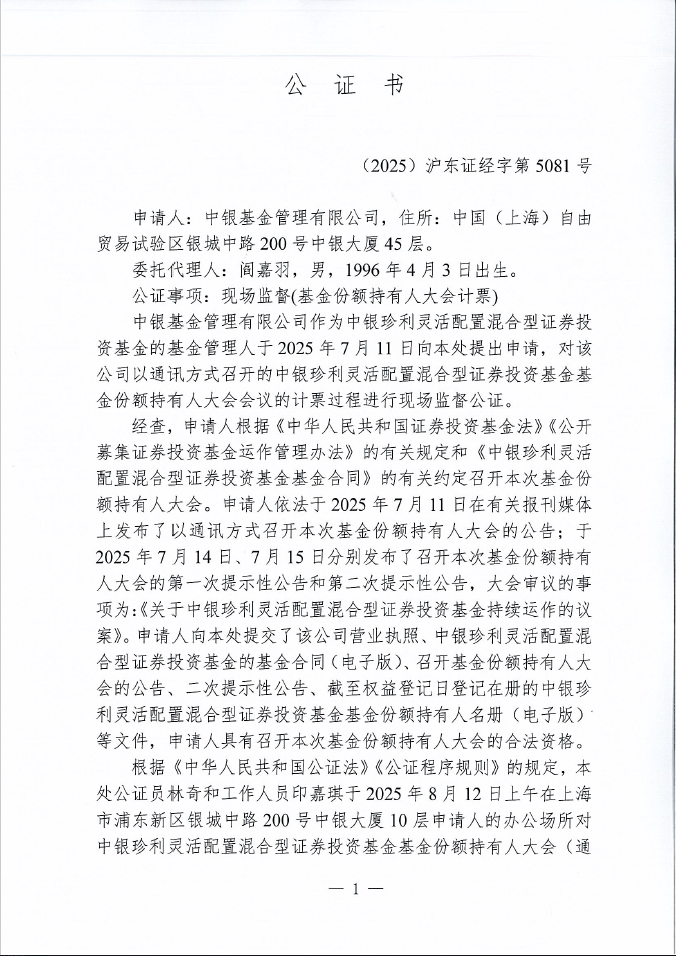 公 证 书
（2025）沪东证经字第 5081 号
申请人：中银基金管理有限公司，住所：中国（上海）自由
贸易试验区银城中路 200 号中银大厦 45 层。
委托代理人：阎嘉羽，男，1996 年 4 月 3 日出生。
公证事项：现场监督(基金份额持有人大会计票)
中银基金管理有限公司作为中银珍利灵活配置混合型证券投
资基金的基金管理人于 2025 年 7 月 11 日向本处提出申请，对该
公司以通讯方式召开的中银珍利灵活配置混合型证券投资基金基
金份额持有人大会会议的计票过程进行现场监督公证。
经查，申请人根据《中华人民共和国证券投资基金法》《公开
募集证券投资基金运作管理办法》的有关规定和《中银珍利灵活
配置混合型证券投资基金基金合同》的有关约定召开本次基金份
额持有人大会。申请人依法于 2025 年 7 月 11 日在有关报刊媒体
上发布了以通讯方式召开本次基金份额持有人大会的公告；于
2025 年 7 月 14 日、7 月 15 日分别发布了召开本次基金份额持有
人大会的第一次提示性公告和第二次提示性公告，大会审议的事
项为：《关于中银珍利灵活配置混合型证券投资基金持续运作的议
案》。申请人向本处提交了该公司营业执照、中银珍利灵活配置混
合型证券投资基金的基金合同（电子版）、召开基金份额持有人大
会的公告、二次提示性公告、截至权益登记日登记在册的中银珍
利灵活配置混合型证券投资基金基金份额持有人名册（电子版）
等文件，申请人具有召开本次基金份额持有人大会的合法资格。
根据《中华人民共和国公证法》《公证程序规则》的规定，本
处公证员林奇和工作人员印嘉琪于 2025 年 8 月 12 日上午在上海
市浦东新区银城中路 200 号中银大厦 10 层申请人的办公场所对
中银珍利灵活配置混合型证券投资基金基金份额持有人大会（通
— 1 —